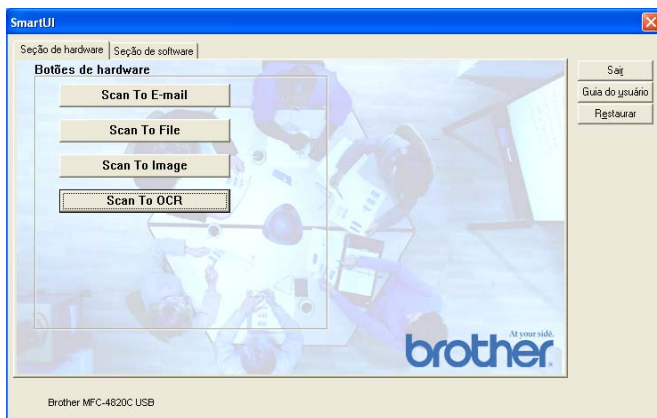 SmartUI
Seção de hardware
Seção de software
Botões de hardware
Scan To E-mail
Scan To File
Scan To Image
Scan To OCR
Sair
Guia do usuário
Restaurar
At your side.
brother
Brother MFC-4820C USB